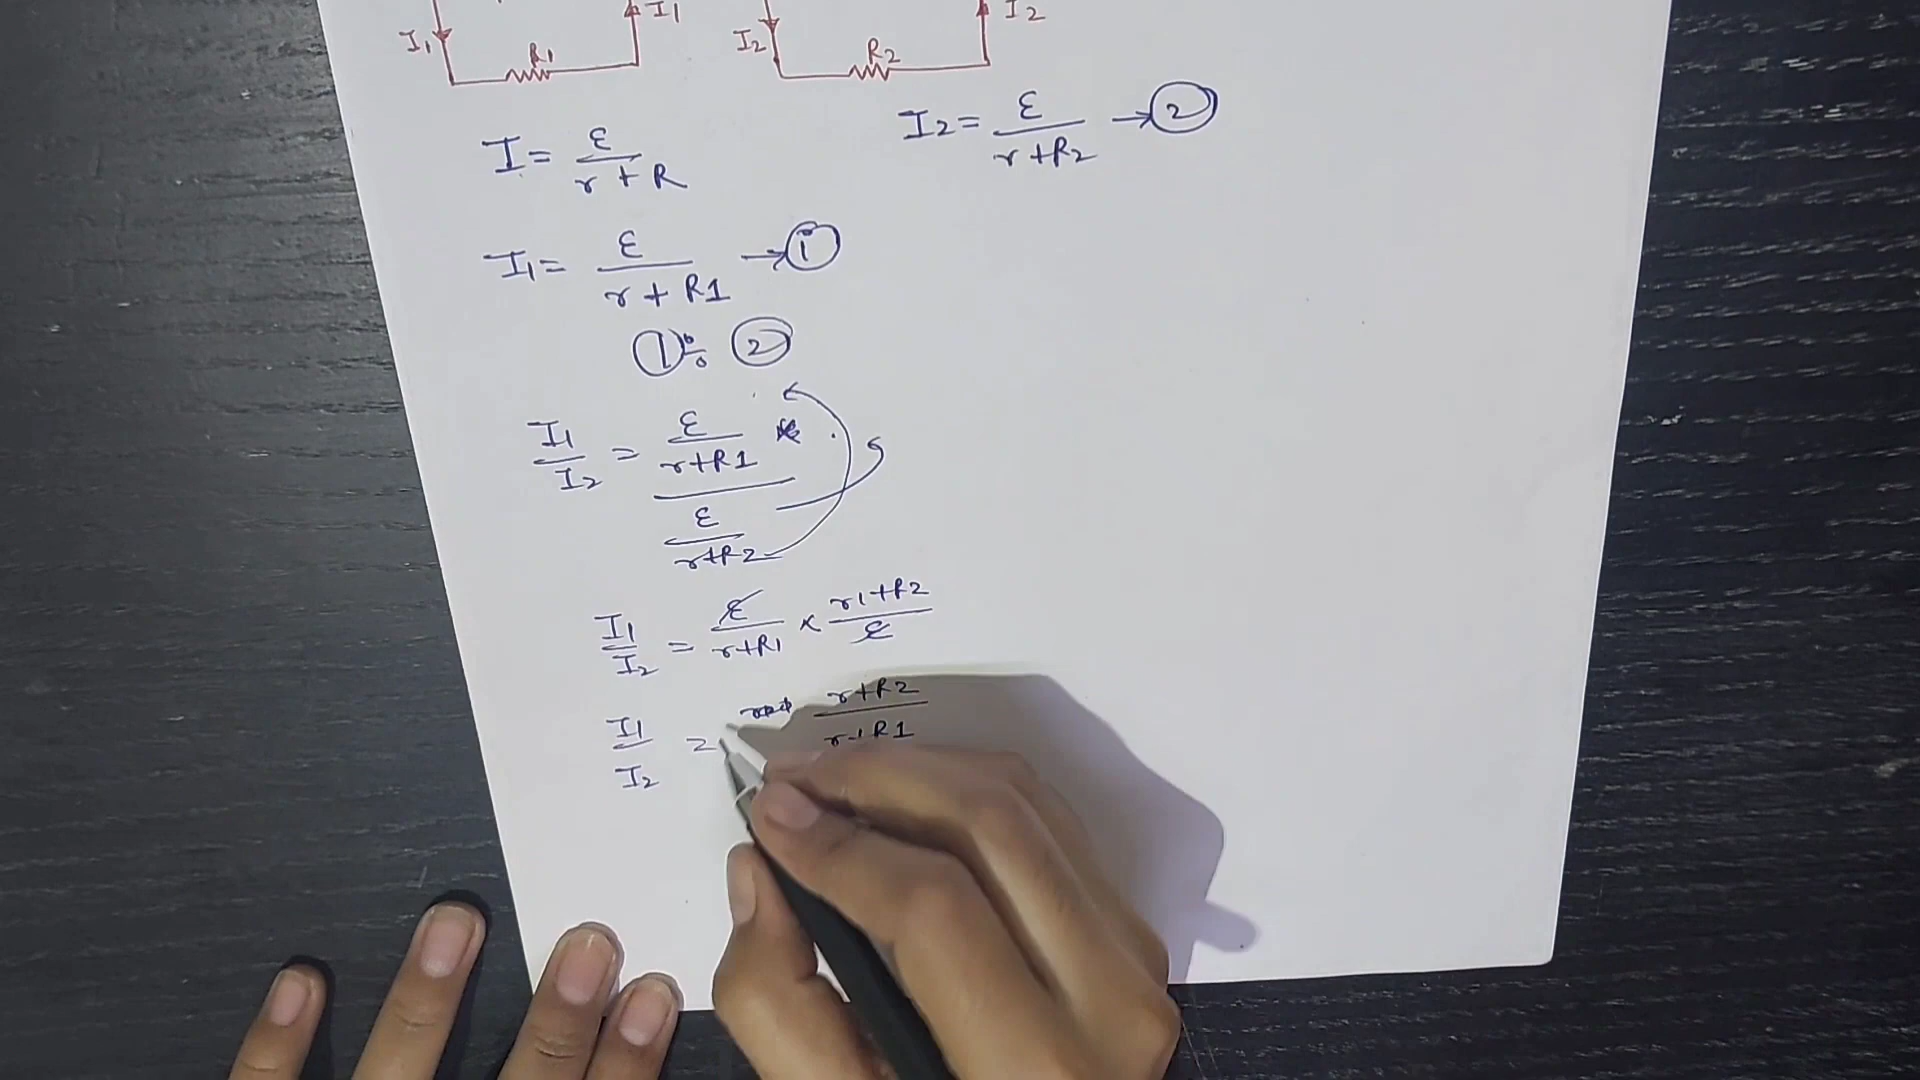 I1 R1 I1
I2 R2 I2
I = ε / r + R
I2 = ε / r + R2 → 2
I1 = ε / r + R1 → 1
1 ÷ 2
I1 / I2 = ε / r+R1 / ε / r+R2
I1 / I2 = ε / r+R1 × r1+R2 / ε
I1 / I2 = r+R2 / r+R1